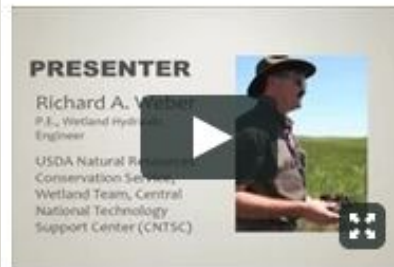 PRESENTER
Richard A. Weber
P.E., Wetland Hydraulic
Engineer
USDA Natural Resources
Conservation Service,
Wetland Team, Central
National Technology
Support Center (CNTSC)